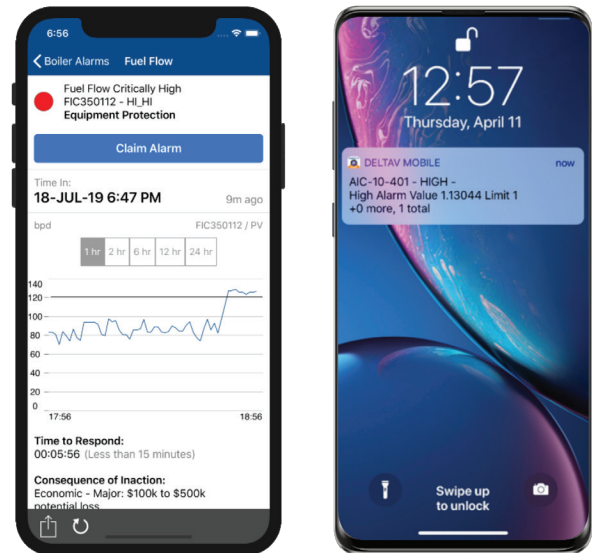 6:56
Boiler Alarms Fuel Flow
Fuel Flow Critically High
FIC350112 - HI_HI
Equipment Protection
Claim Alarm
Time In:
18-JUL-19 6:47 PM 9m ago
bpd FIC350112 / PV
1 hr 2 hr 6 hr 12 hr 24 hr
140
120
100
80
60
40
20
0
17:56 18:56
Time to Respond:
00:05:56 (Less than 15 minutes)
Consequence of Inaction:
Economic - Major: $100k to $500k
potential loss
12:57
Thursday, April 11
DELTAV MOBILE now
AIC-10-401 - HIGH -
High Alarm Value 1.13044 Limit 1
+0 more, 1 total
Swipe up
to unlock